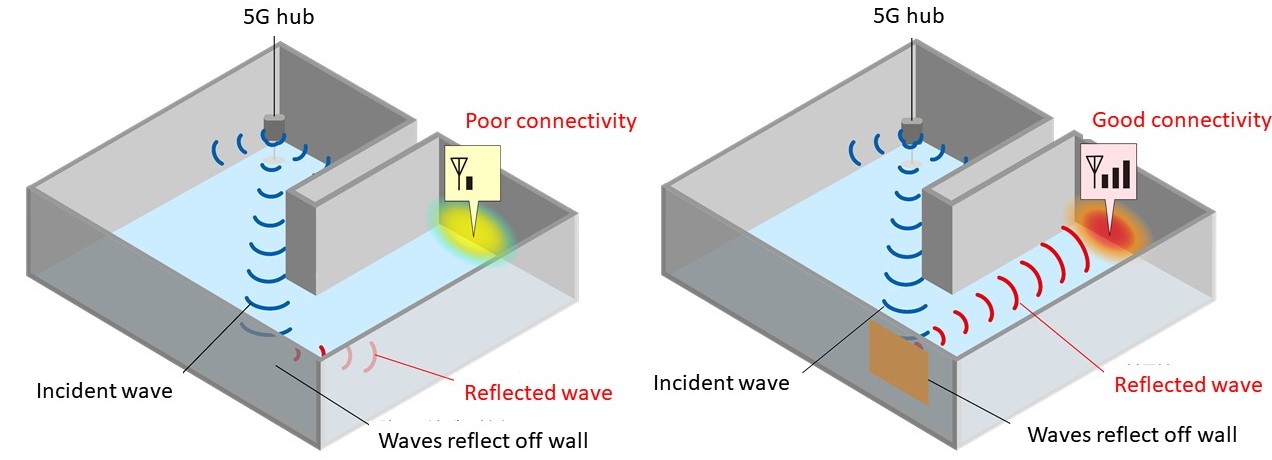 5G hub
Poor connectivity
Incident wave
Reflected wave
Waves reflect off wall
5G hub
Good connectivity
Incident wave
Reflected wave
Waves reflect off wall